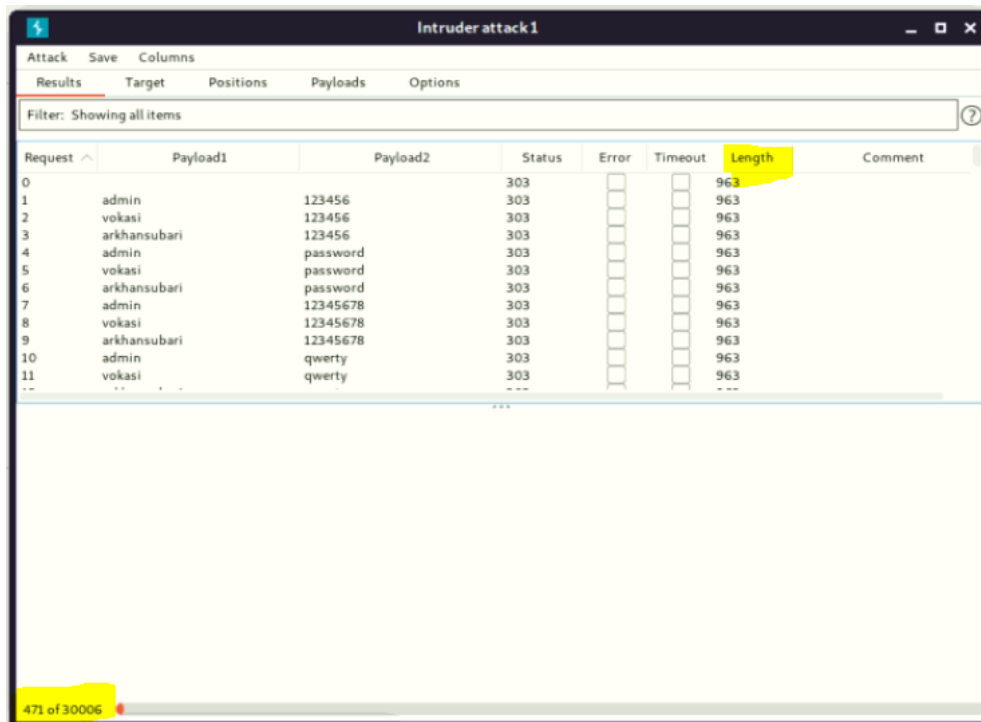 Intruder attack1
Attack Save Columns
Results Target Positions Payloads Options
Filter: Showing all items
?
Request Payload1 Payload2 Status Error Timeout Length Comment
0 303 963
1 admin 123456 303 963
2 vokasi 123456 303 963
3 arkhansubari 123456 303 963
4 admin password 303 963
5 vokasi password 303 963
6 arkhansubari password 303 963
7 admin 12345678 303 963
8 vokasi 12345678 303 963
9 arkhansubari 12345678 303 963
10 admin qwerty 303 963
11 vokasi qwerty 303 963
471 of 30006